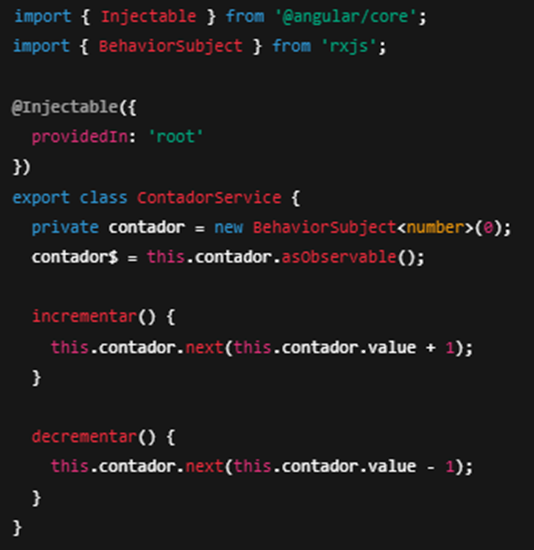 import { Injectable } from '@angular/core';
import { BehaviorSubject } from 'rxjs';

@Injectable({
  providedIn: 'root'
})
export class ContadorService {
  private contador = new BehaviorSubject<number>(0);
  contador$ = this.contador.asObservable();

  incrementar() {
    this.contador.next(this.contador.value + 1);
  }

  decrementar() {
    this.contador.next(this.contador.value - 1);
  }
}